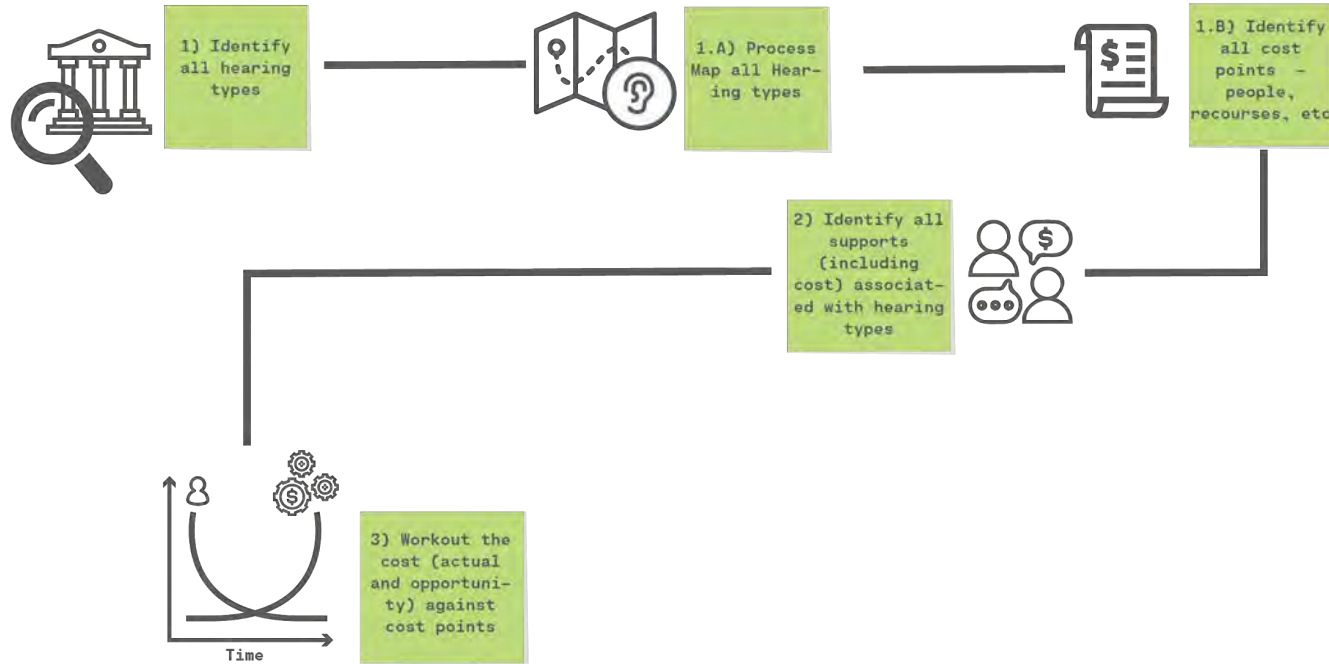 1) Identify
all hearing
types
1.A) Process
Map all Hear-
ing types
$
1.B) Identify
all cost
points -
people,
recourses, etc
2) Identify all
supports
(including
cost) associat-
ed with hearing
types
$
$
3) Workout the
cost (actual
and opportuni-
ty) against
cost points
Time